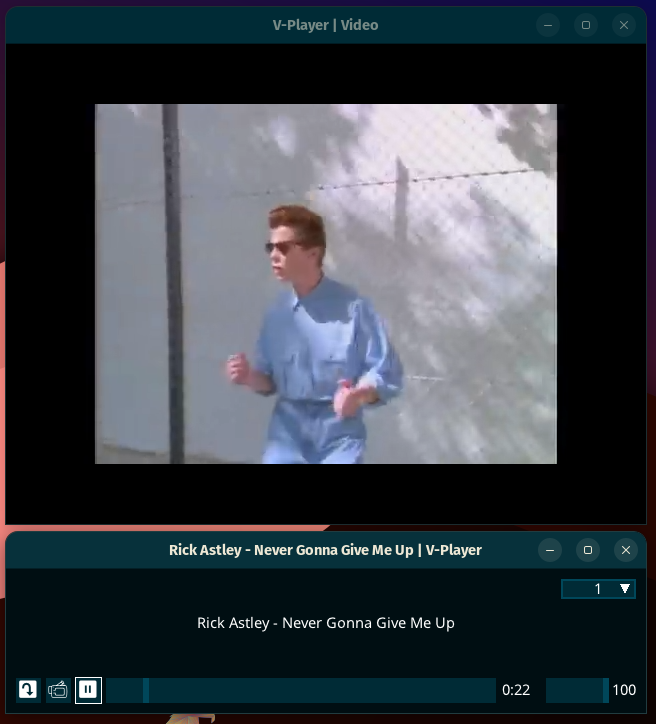 V-Player | Video
Rick Astley - Never Gonna Give Me Up | V-Player
1
Rick Astley - Never Gonna Give Me Up
0:22
100